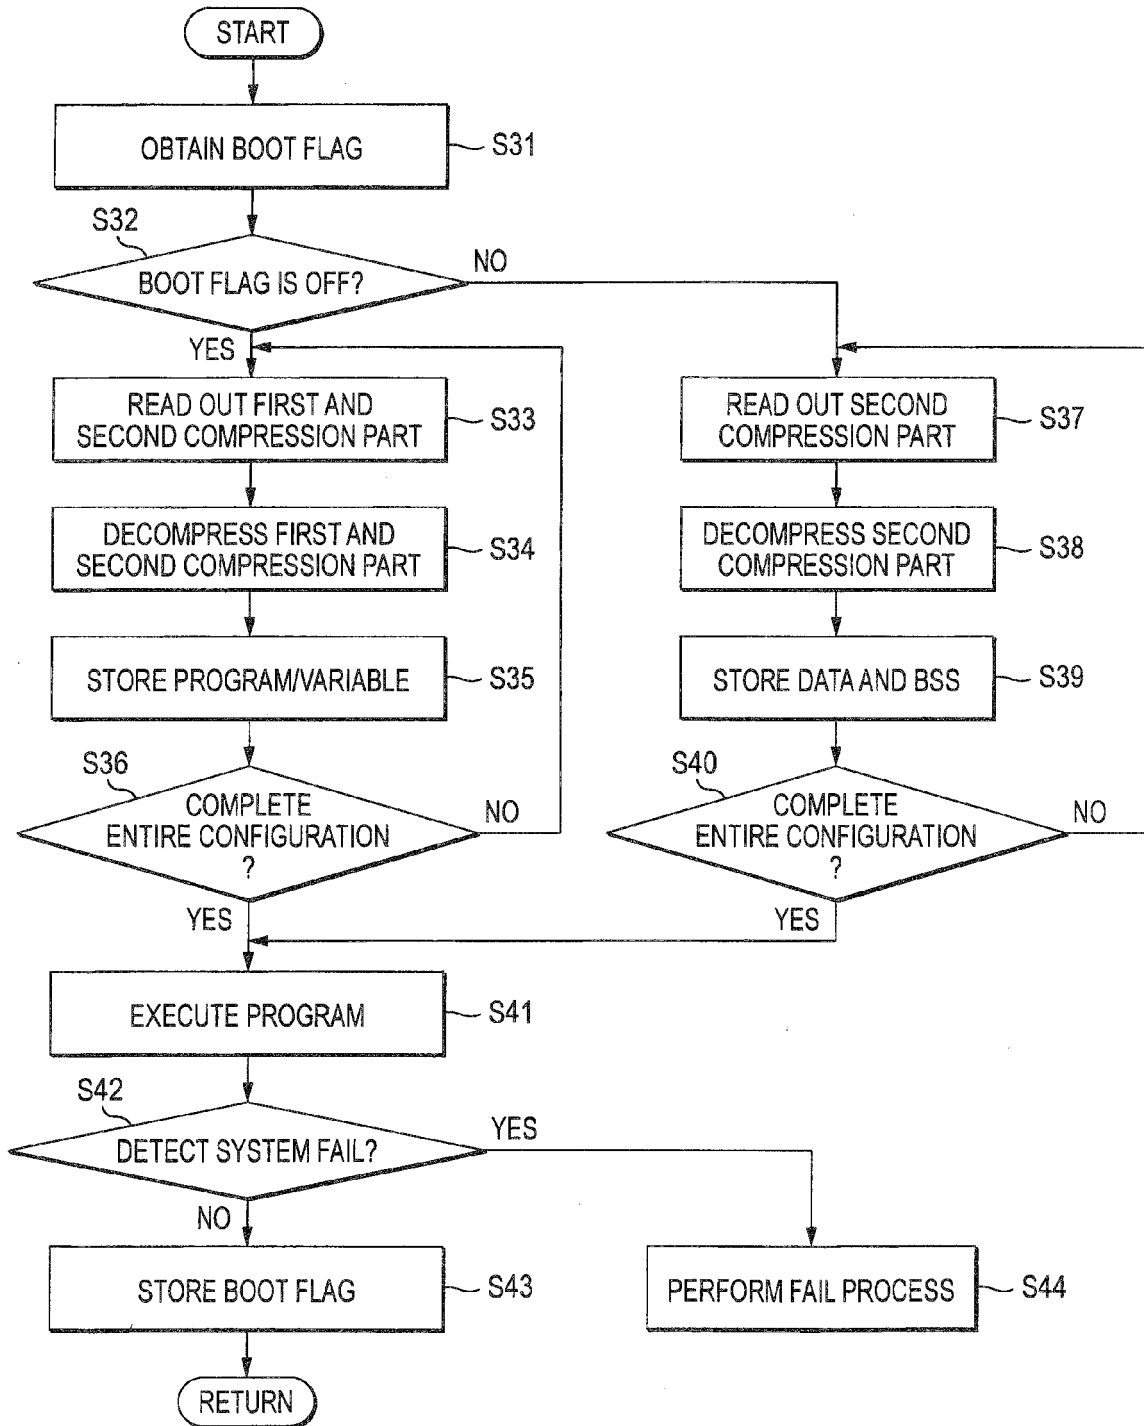 START
OBTAIN BOOT FLAG
S31
S32
BOOT FLAG IS OFF?
NO
YES
READ OUT FIRST AND
SECOND COMPRESSION PART
S33
READ OUT SECOND
COMPRESSION PART
S37
DECOMPRESS FIRST AND
SECOND COMPRESSION PART
S34
DECOMPRESS SECOND
COMPRESSION PART
S38
STORE PROGRAM/VARIABLE
S35
STORE DATA AND BSS
S39
S36
COMPLETE
ENTIRE CONFIGURATION
?
NO
YES
S40
COMPLETE
ENTIRE CONFIGURATION
?
NO
YES
EXECUTE PROGRAM
S41
S42
DETECT SYSTEM FAIL?
YES
NO
STORE BOOT FLAG
S43
PERFORM FAIL PROCESS
S44
RETURN